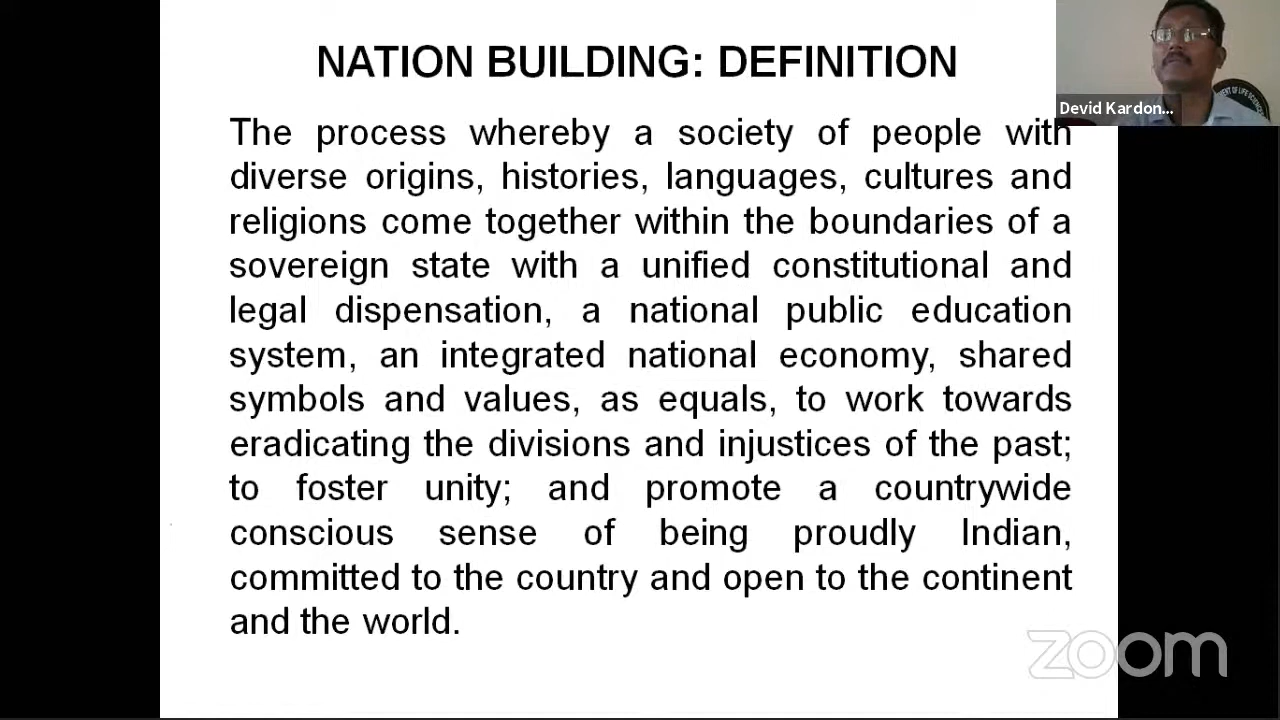 NATION BUILDING: DEFINITION
The process whereby a society of people with
diverse origins, histories, languages, cultures and
religions come together within the boundaries of a
sovereign state with a unified constitutional and
legal dispensation, a national public education
system, an integrated national economy, shared
symbols and values, as equals, to work towards
eradicating the divisions and injustices of the past;
to foster unity; and promote a countrywide
conscious sense of being proudly Indian,
committed to the country and open to the continent
and the world.
Devid Kardon...
zoom